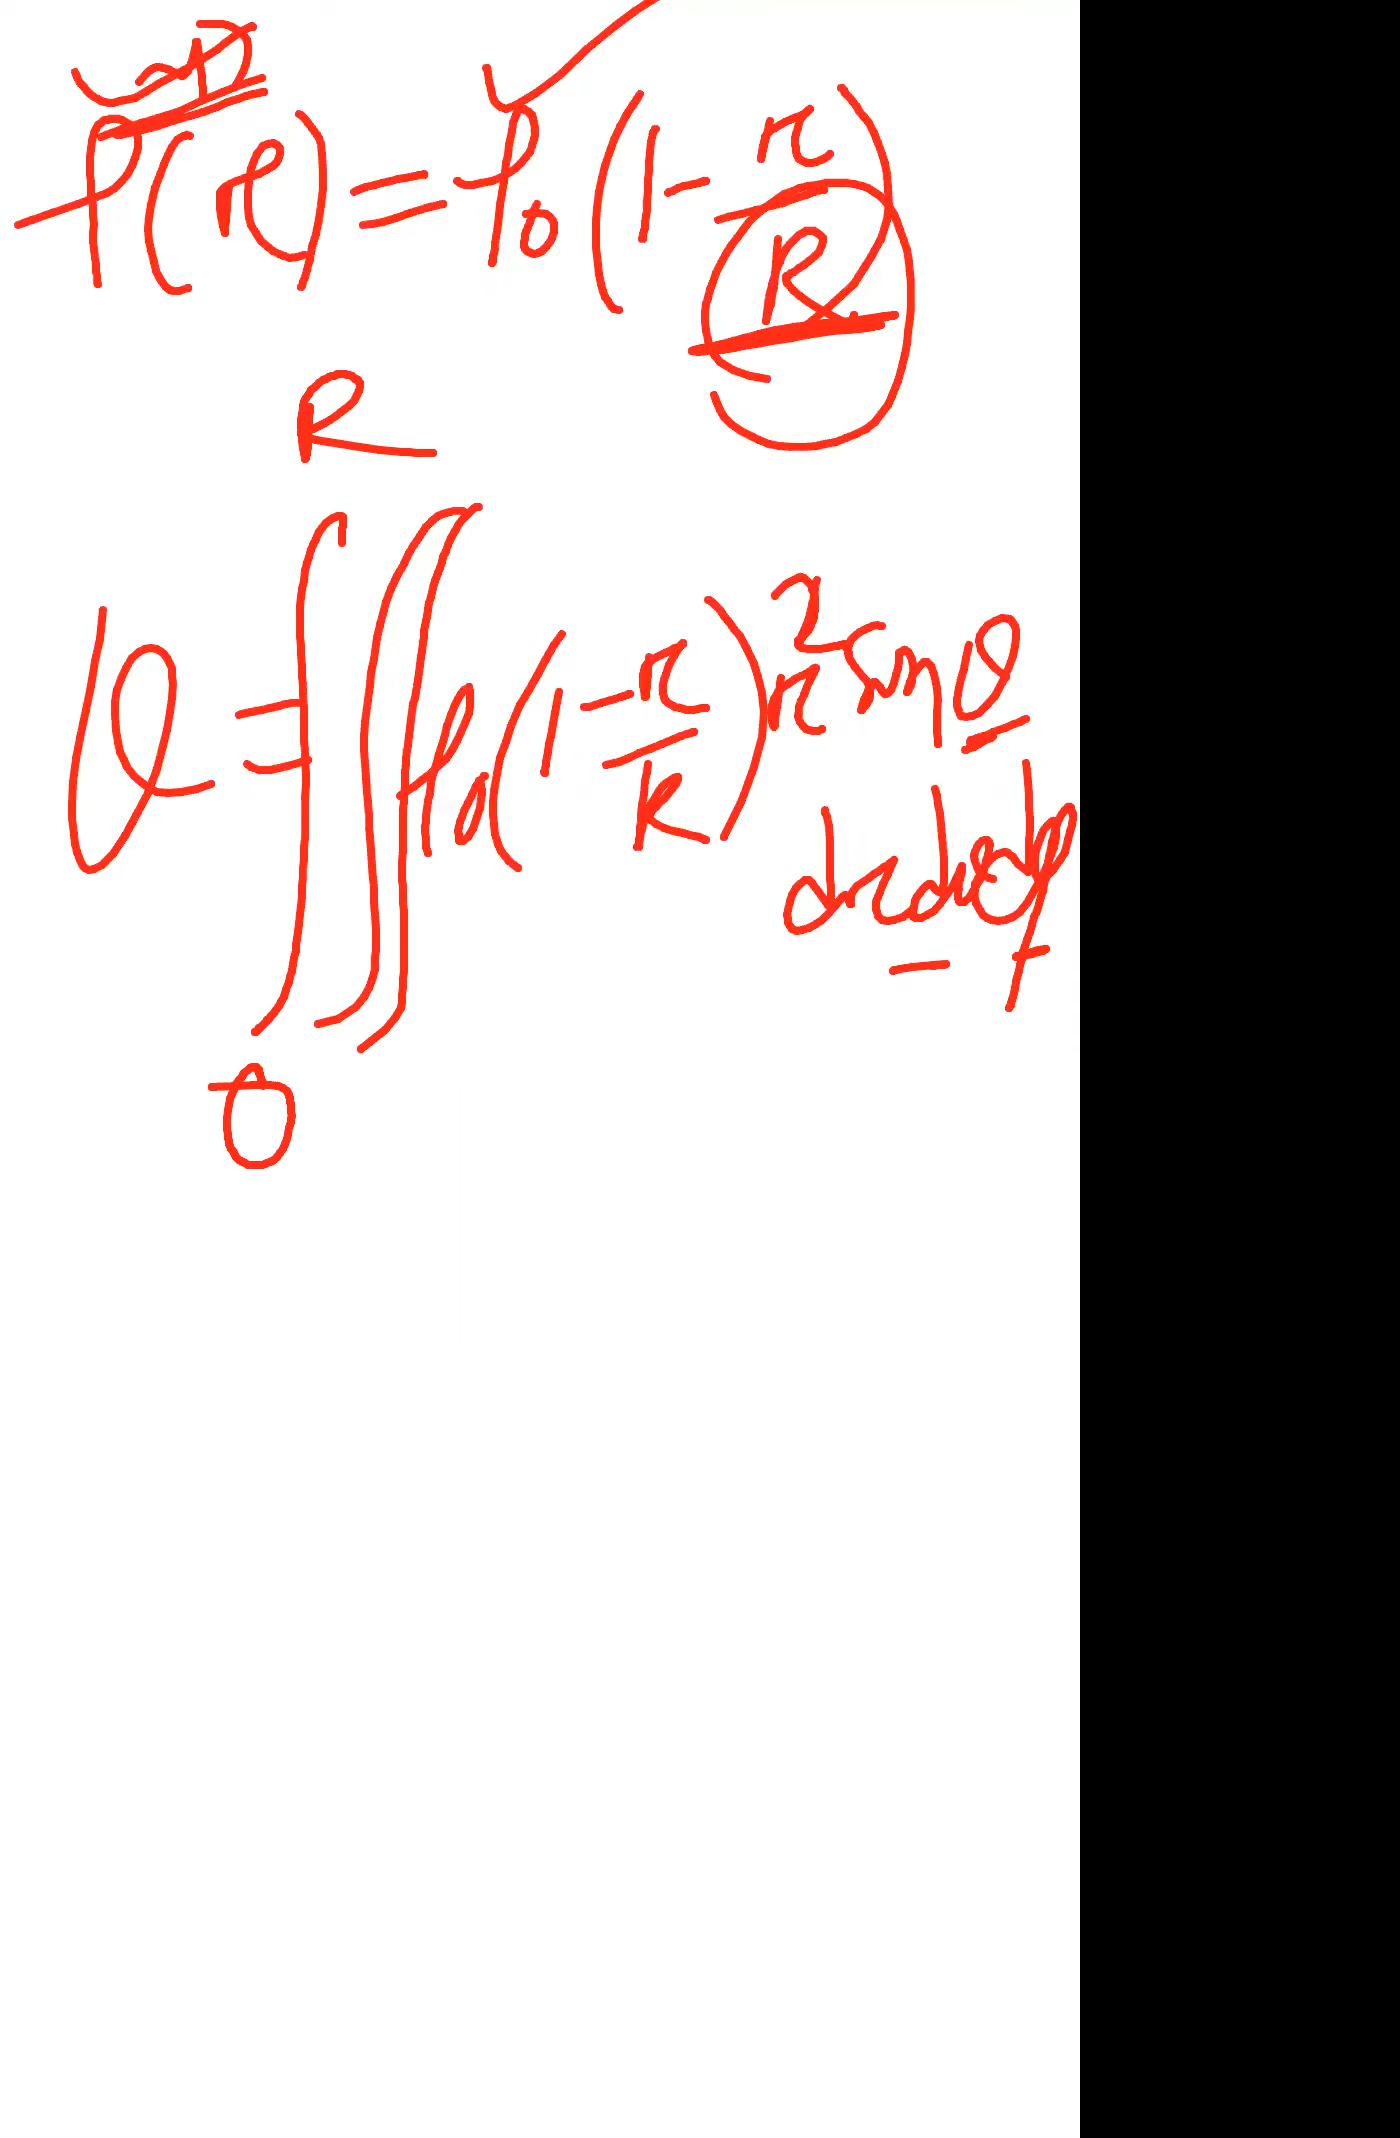 ρ(r) = ρ₀ (1 - r/R)
R
Q = ∫∫∫ ρ₀ (1 - r/R) r² sin θ
dr dθ dφ
0